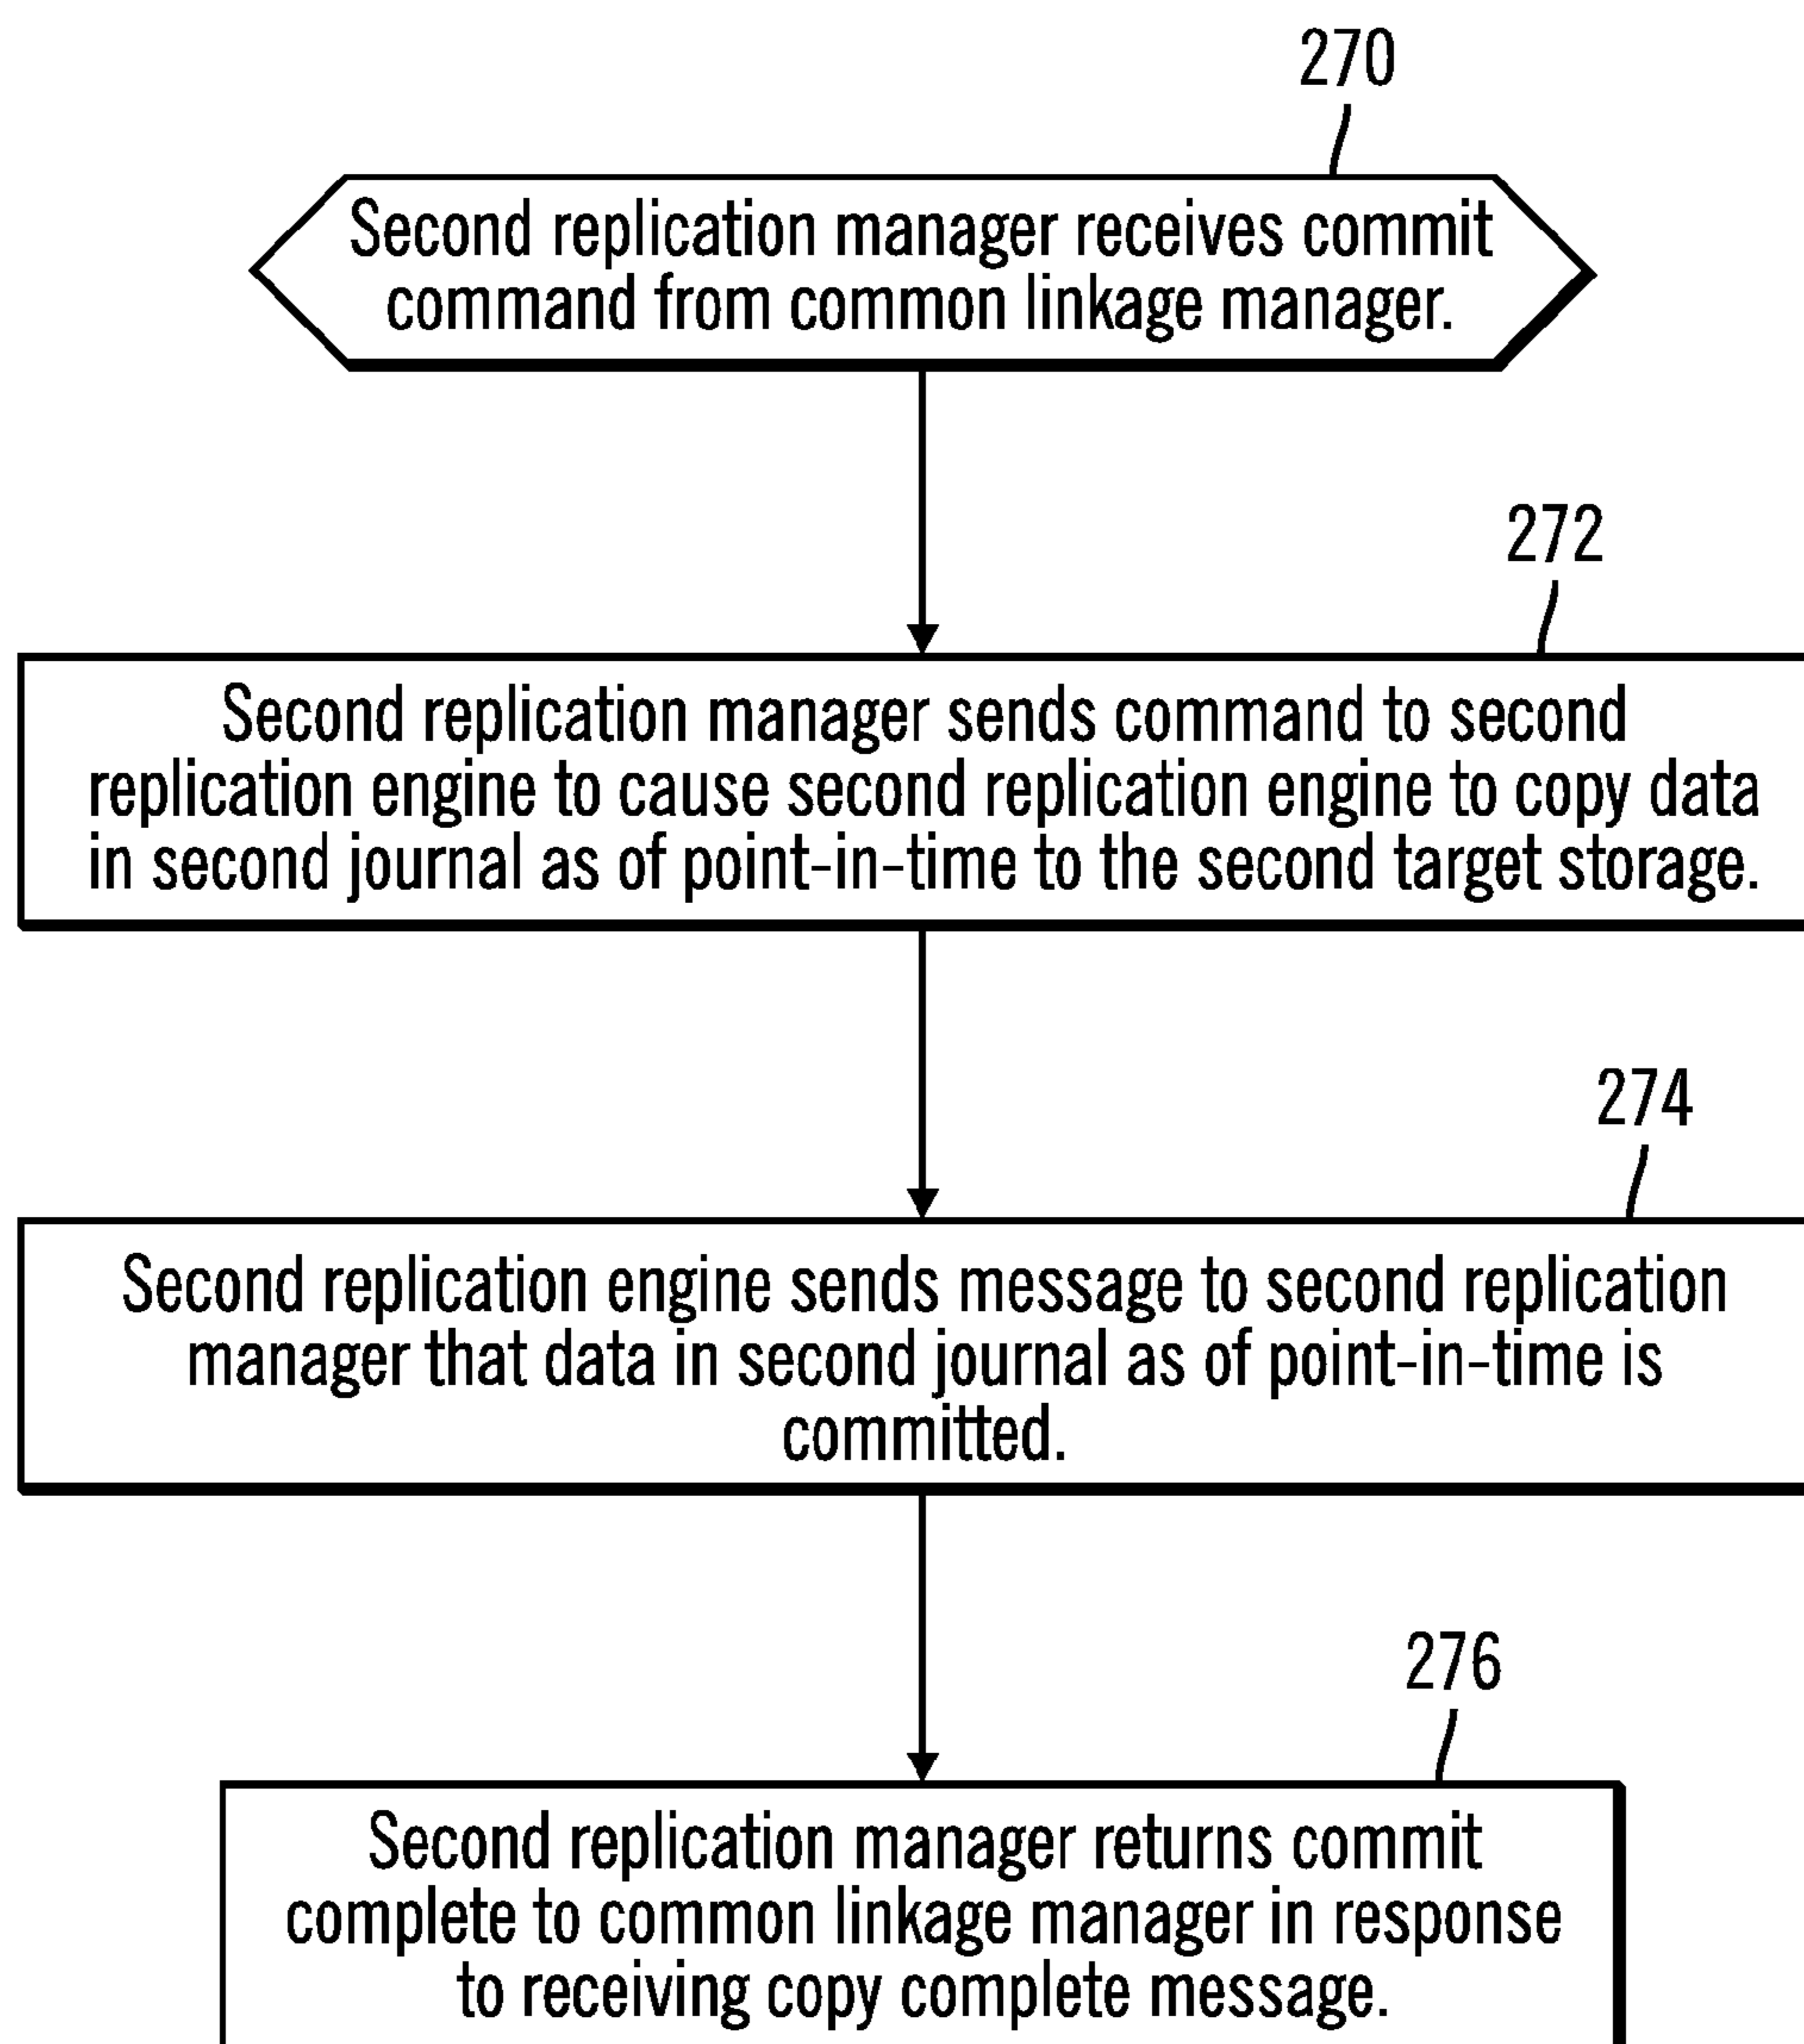 270
Second replication manager receives commit
command from common linkage manager.
272
Second replication manager sends command to second
replication engine to cause second replication engine to copy data
in second journal as of point-in-time to the second target storage.
274
Second replication engine sends message to second replication
manager that data in second journal as of point-in-time is
committed.
276
Second replication manager returns commit
complete to common linkage manager in response
to receiving copy complete message.